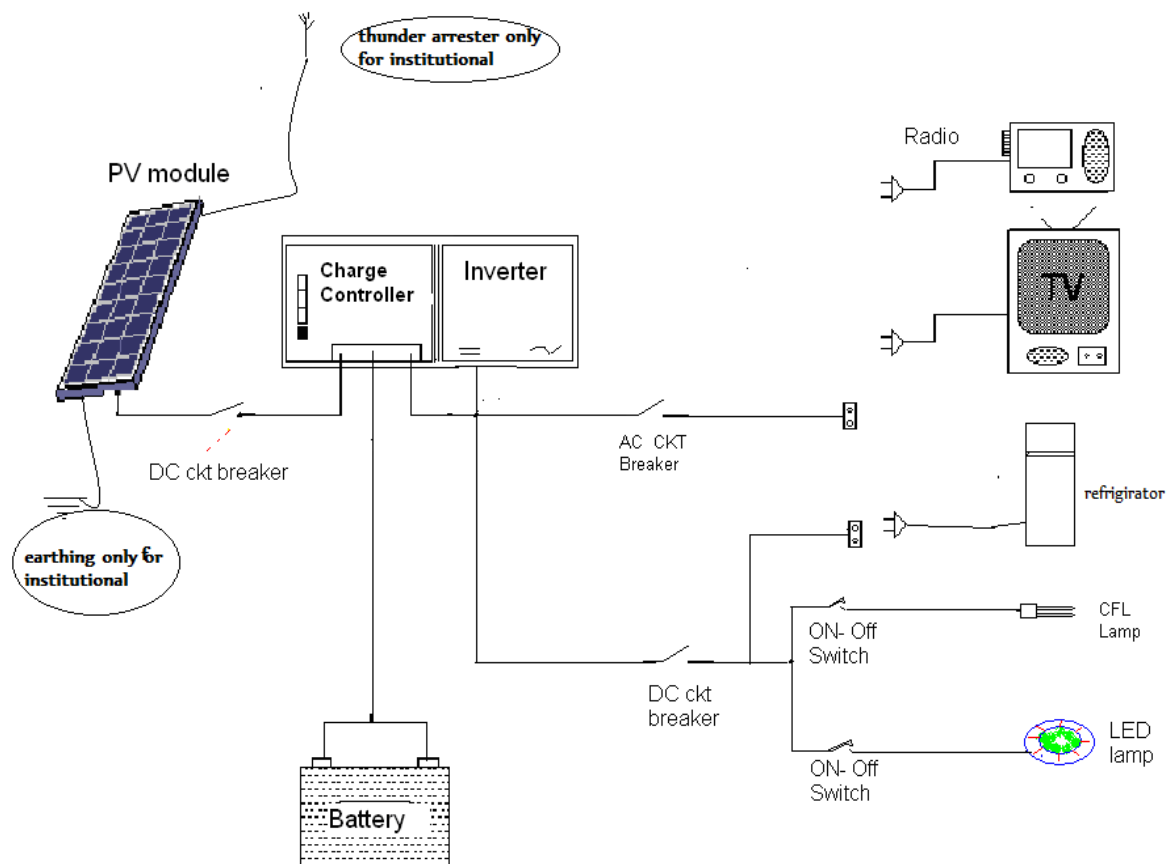 thunder arrester only
for institutional
Radio
PV module
Charge
Controller
Inverter
TV
DC ckt breaker
AC CKT
Breaker
refrigirator
earthing only for
institutional
ON- Off
Switch
CFL
Lamp
DC ckt
breaker
LED
lamp
ON- Off
Switch
Battery